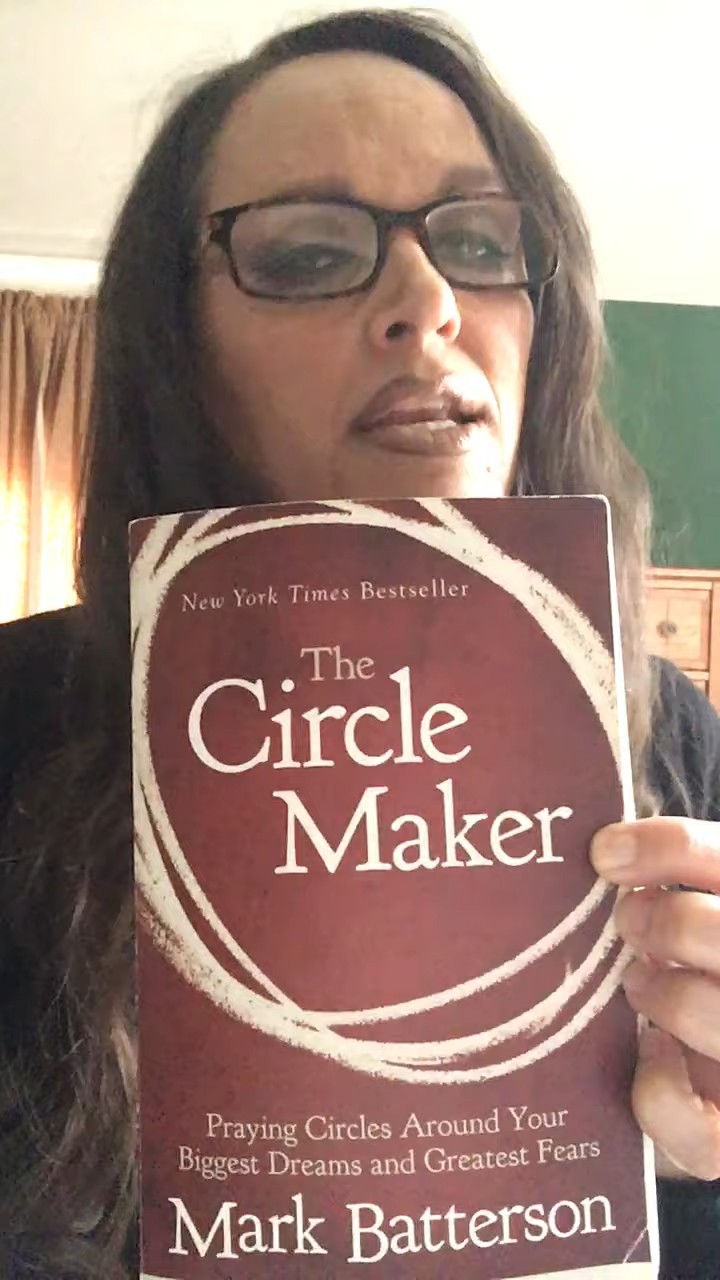 New York Times Bestseller
The
Circle
Maker
Praying Circles Around Your
Biggest Dreams and Greatest Fears
Mark Batterson